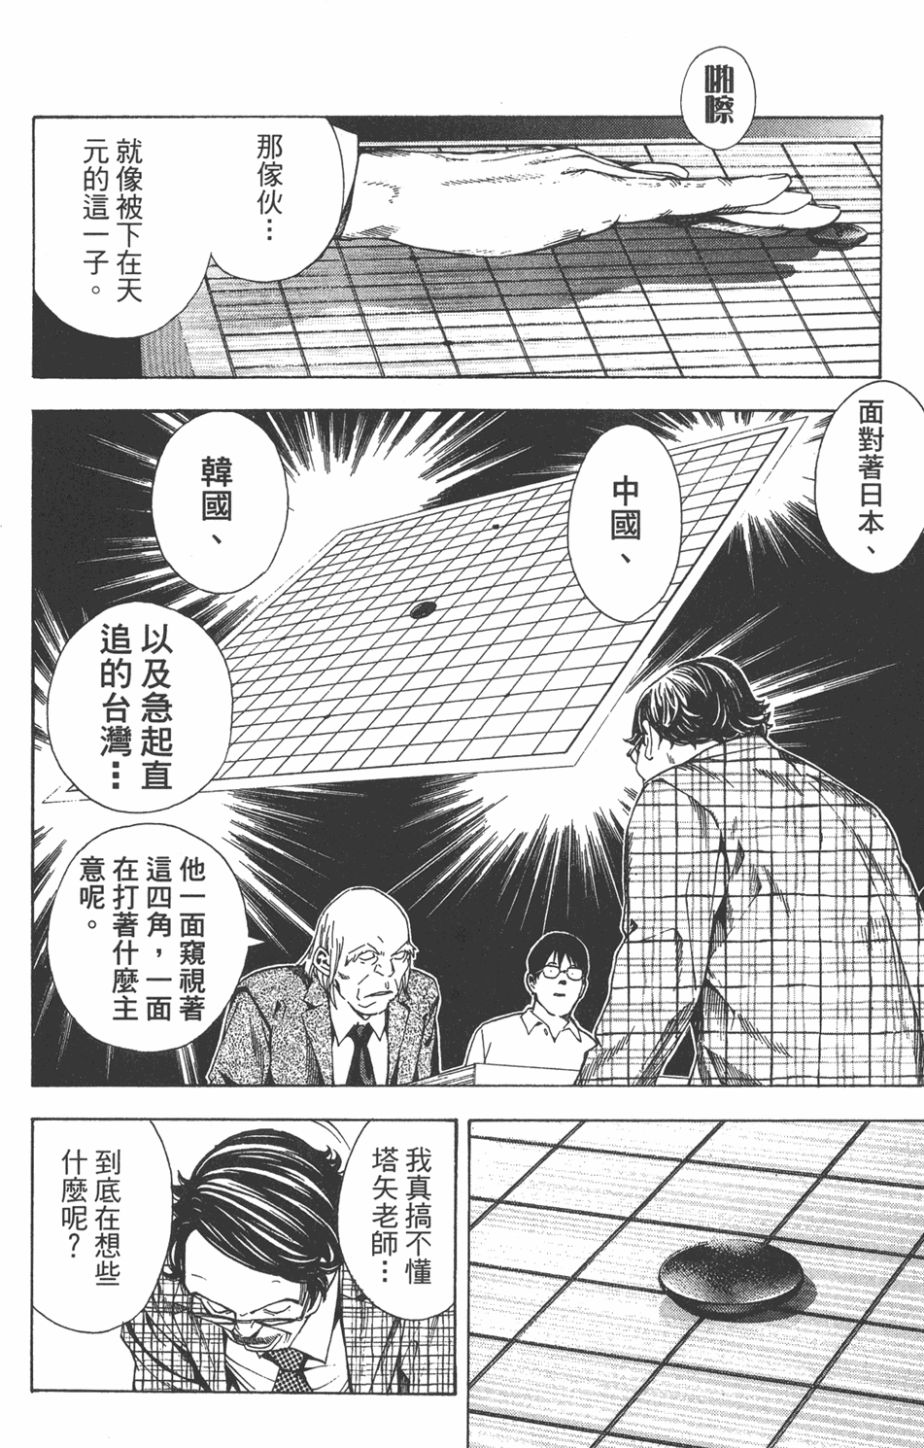 啪嚓
那傢伙…
就像被下在天
元的這一子。
面對著日本、
中國、
韓國、
以及急起直
追的台灣…
他一面窺視著
這四角，一面
在打著什麼主
意呢。
我真搞不懂
塔矢老師…
到底在想些
什麼呢？